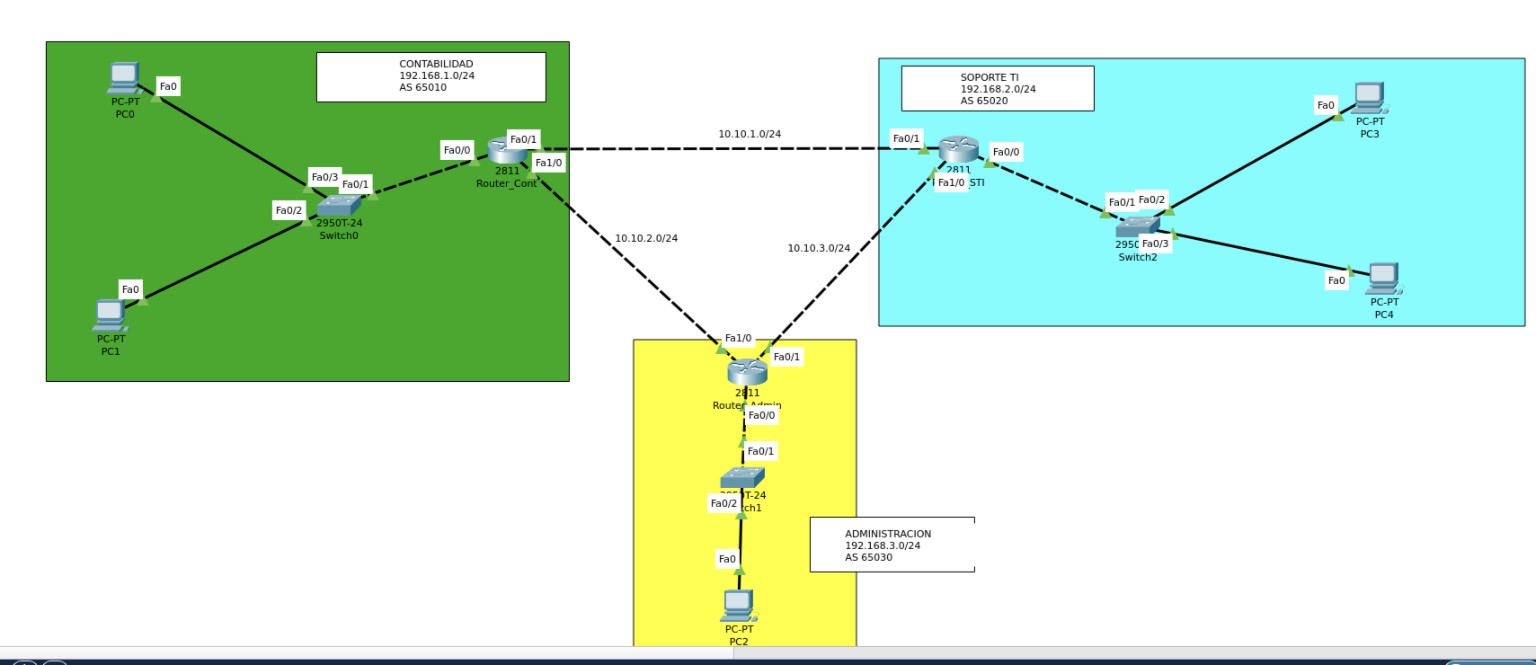 CONTABILIDAD
192.168.1.0/24
AS 65010
PC-PT
PC0
Fa0
Fa0/3
Fa0/1
Fa0/2
2950T-24
Switch0
Fa0
PC-PT
PC1
Fa0/0
Fa0/1
Fa1/0
2811
Router_Cont
10.10.1.0/24
10.10.2.0/24
10.10.3.0/24
SOPORTE TI
192.168.2.0/24
AS 65020
Fa0/1
Fa0/0
2811
Fa1/0
STI
Fa0/1
Fa0/2
2950
Fa0/3
Switch2
Fa0
PC-PT
PC3
Fa0
PC-PT
PC4
Fa1/0
Fa0/1
2811
Router_Admin
Fa0/0
Fa0/1
T-24
Fa0/2
tch1
Fa0
PC-PT
PC2
ADMINISTRACION
192.168.3.0/24
AS 65030